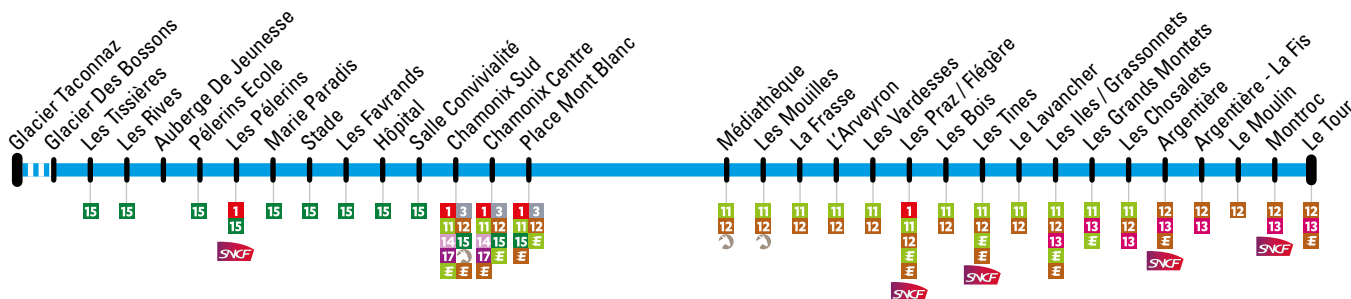 Glacier Taconnaz
Glacier Des Bossons
Les Tissières
Les Rives
Auberge De Jeunesse
Pélerins Ecole
Les Pélerins
Marie Paradis
Stade
Les Favrands
Hôpital
Salle Convivialité
Chamonix Sud
Chamonix Centre
Place Mont Blanc
Médiathèque
Les Mouilles
La Frasse
L'Arveyron
Les Vardesses
Les Praz / Flégère
Les Bois
Les Tines
Le Lavancher
Les Iles / Grassonnets
Les Grands Montets
Les Chosalets
Argentière
Argentière - La Fis
Le Moulin
Montroc
Le Tour
15 15 15 1 15 15 15 15 15 1 3 1 3 1 3 11 11 11 11 11 1 11 11 11 11 11 11 12 12 12 12 12
15 11 12 11 12 11 12 12 12 12 12 12 11 12 12 12 12 13 12 13 13 13 13
SNCF 14 15 14 15 15 12 13 13 SNCF
17 17 SNCF SNCF
SNCF